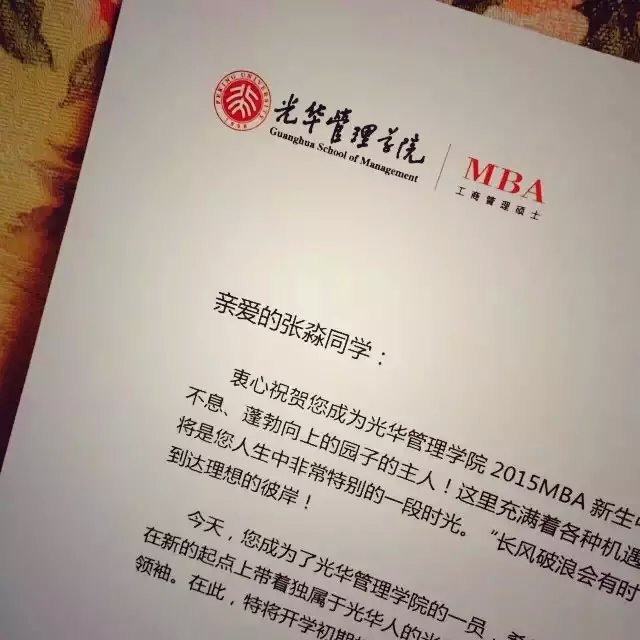 PEKING UNIVERSITY
1898
光华管理学院
Guanghua School of Management
MBA
工商管理硕士
亲爱的张淼同学：
衷心祝贺您成为光华管理学院 2015MBA 新生中
不息、蓬勃向上的园子的主人！这里充满着各种机遇
将是您人生中非常特别的一段时光。“长风破浪会有时
到达理想的彼岸！
今天，您成为了光华管理学院的一员，
在新的起点上带着独属于光华人的
领袖。在此，特将开学初期